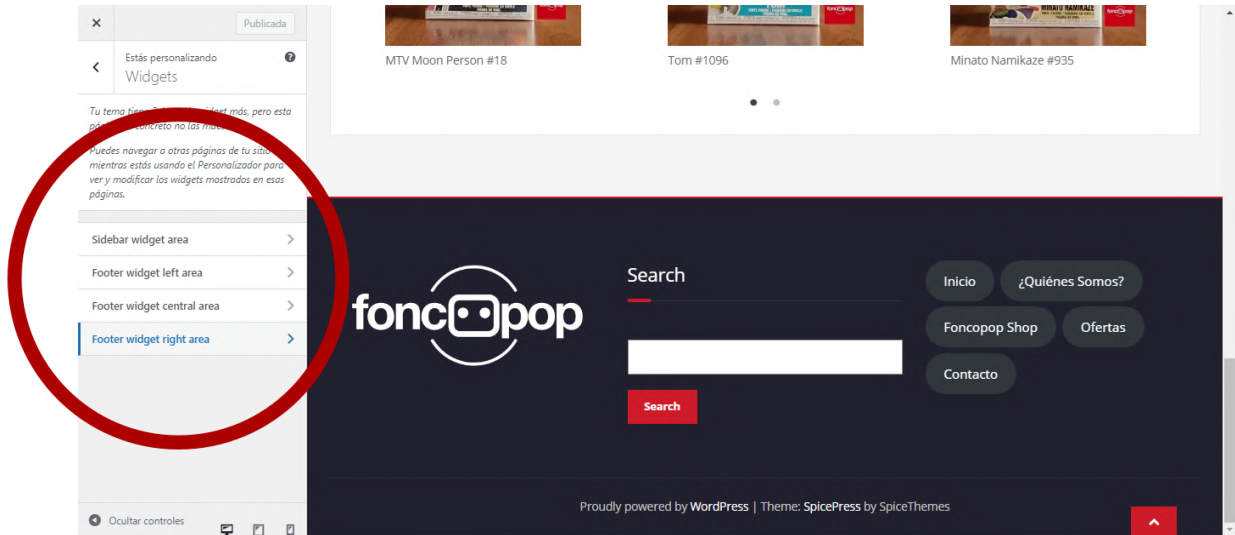 Publicada
Estás personalizando
Widgets
Tu tema tiene widget más, pero esta
concreto no las
Puedes navegar a otras páginas de tu sitio
mientras estás usando el Personalizador para
ver y modificar los widgets mostrados en esas
páginas.
Sidebar widget area
Footer widget left area
Footer widget central area
Footer widget right area
Ocultar controles
MTV Moon Person #18
Tom #1096
Minato Namikaze #935
foncopop
Search
Search
Inicio
¿Quiénes Somos?
Foncopop Shop
Ofertas
Contacto
Proudly powered by WordPress | Theme: SpicePress by SpiceThemes